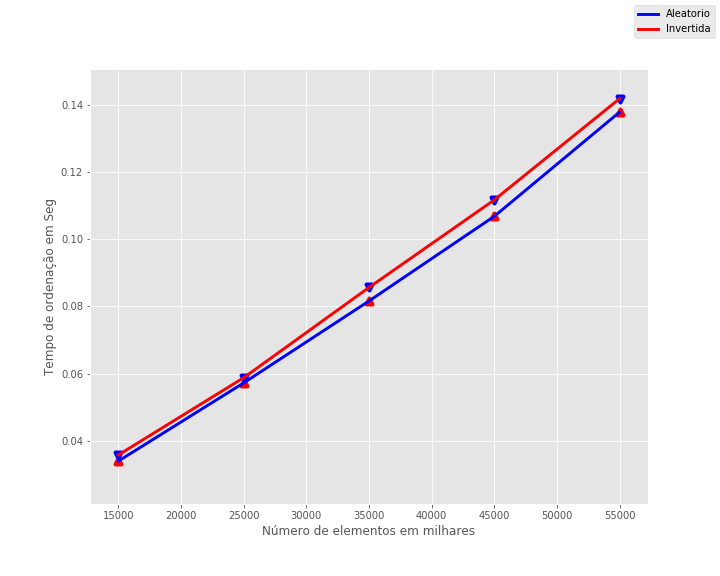 Aleatorio
Invertida
0.14
0.12
0.10
0.08
0.06
0.04
Tempo de ordenação em Seg
15000 20000 25000 30000 35000 40000 45000 50000 55000
Número de elementos em milhares